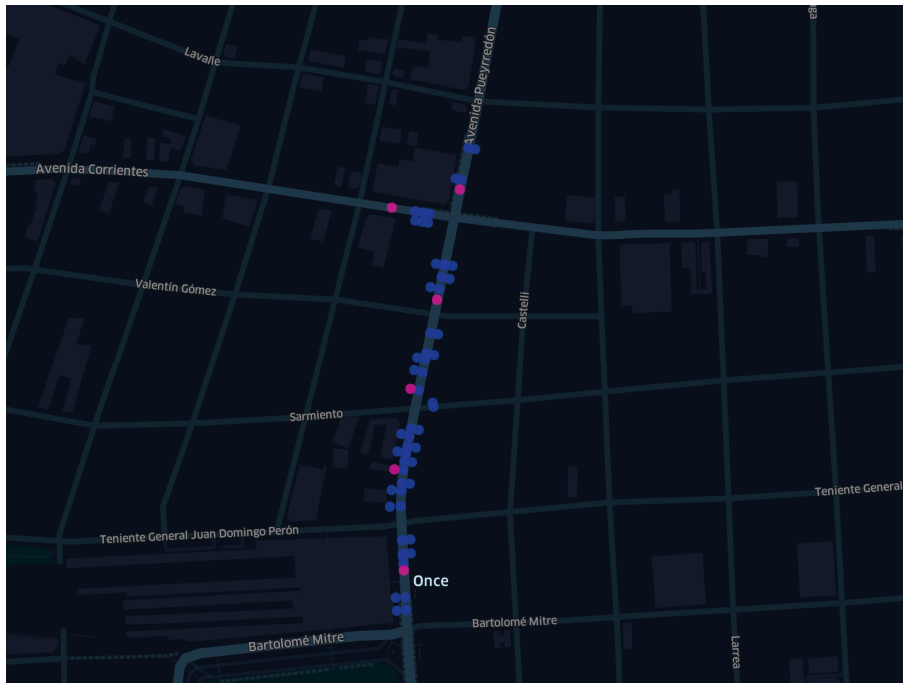 Lavalle
Avenida Pueyrredón
Avenida Corrientes
Valentín Gómez
Castelli
Sarmiento
Teniente General
Teniente General Juan Domingo Perón
Once
Bartolomé Mitre
Bartolomé Mitre
Larrea